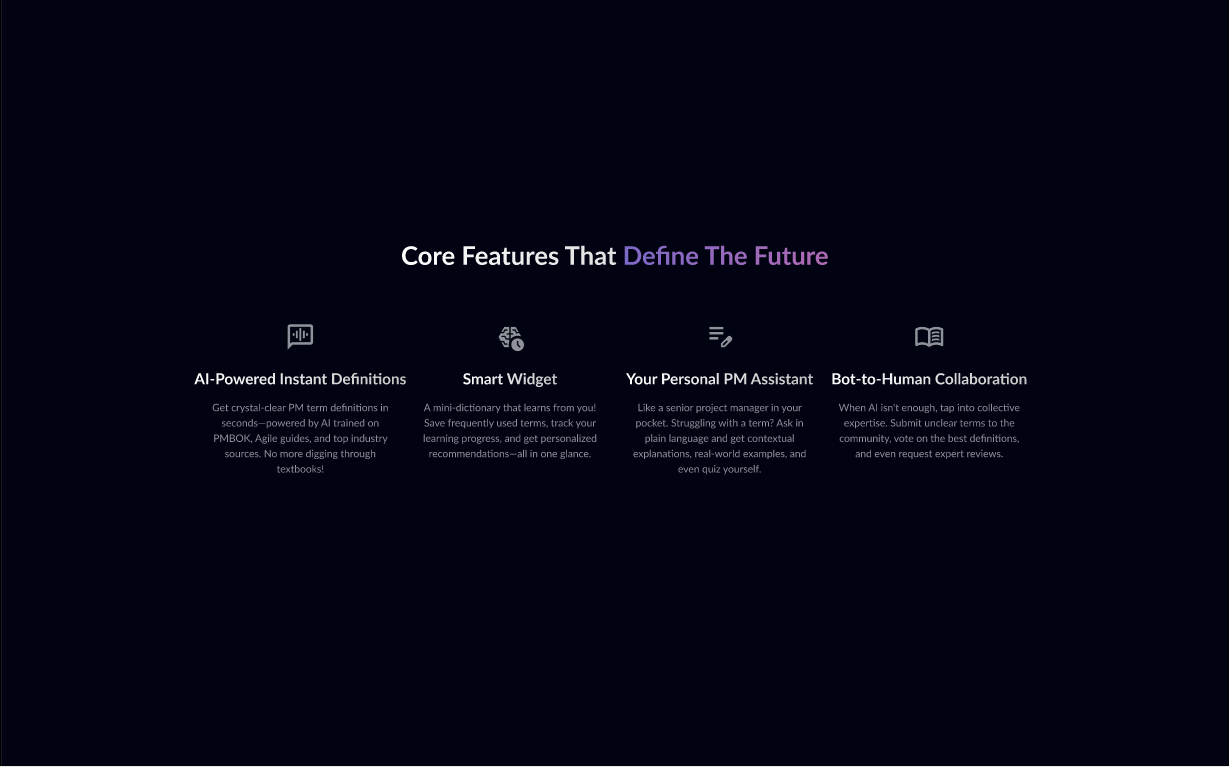 Core Features That Define The Future
AI-Powered Instant Definitions
Get crystal-clear PM term definitions in
seconds—powered by AI trained on
PMBOK, Agile guides, and top industry
sources. No more digging through
textbooks!
Smart Widget
A mini-dictionary that learns from you!
Save frequently used terms, track your
learning progress, and get personalized
recommendations—all in one glance.
Your Personal PM Assistant
Like a senior project manager in your
pocket. Struggling with a term? Ask in
plain language and get contextual
explanations, real-world examples, and
even quiz yourself.
Bot-to-Human Collaboration
When AI isn't enough, tap into collective
expertise. Submit unclear terms to the
community, vote on the best definitions,
and even request expert reviews.